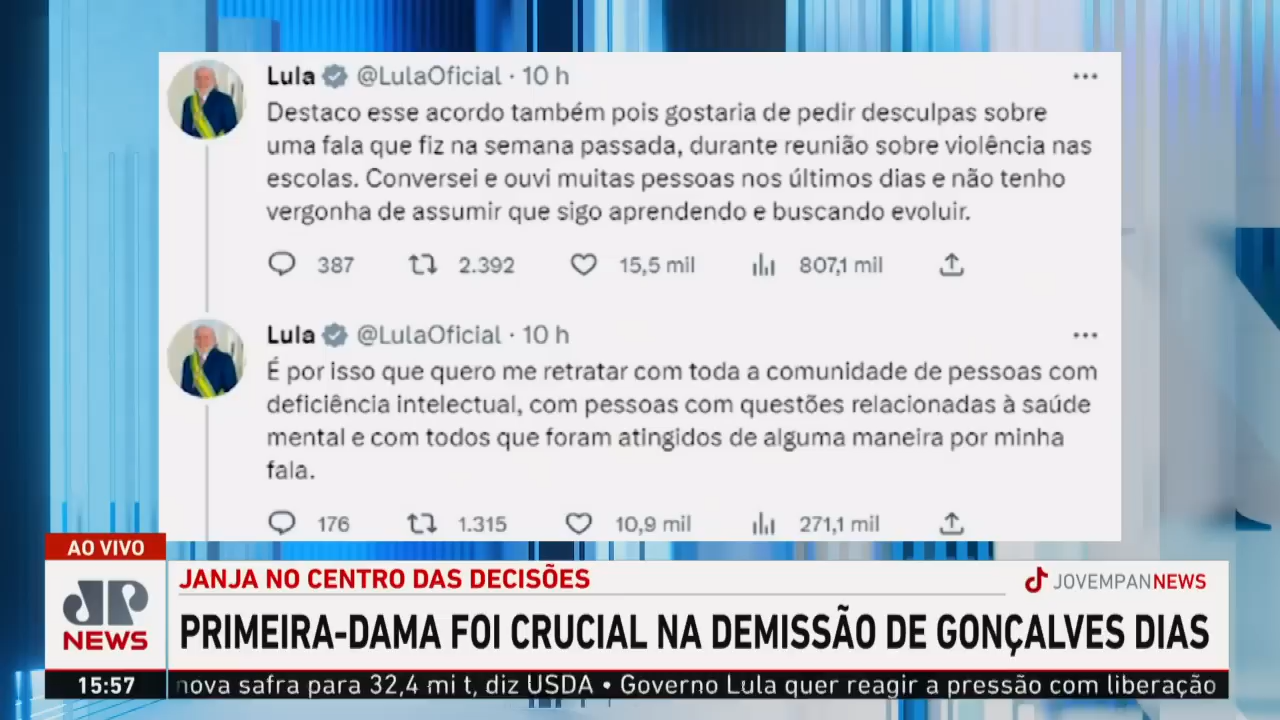 Lula @LulaOficial · 10 h
Destaco esse acordo também pois gostaria de pedir desculpas sobre
uma fala que fiz na semana passada, durante reunião sobre violência nas
escolas. Conversei e ouvi muitas pessoas nos últimos dias e não tenho
vergonha de assumir que sigo aprendendo e buscando evoluir.
387 2.392 15,5 mil 807,1 mil
Lula @LulaOficial · 10 h
É por isso que quero me retratar com toda a comunidade de pessoas com
deficiência intelectual, com pessoas com questões relacionadas à saúde
mental e com todos que foram atingidos de alguma maneira por minha
fala.
176 1.315 10,9 mil 271,1 mil
AO VIVO
JANJA NO CENTRO DAS DECISÕES
JOVEMPANNEWS
JP
NEWS
PRIMEIRA-DAMA FOI CRUCIAL NA DEMISSÃO DE GONÇALVES DIAS
15:57
nova safra para 32,4 mi t, diz USDA • Governo Lula quer reagir a pressão com liberação